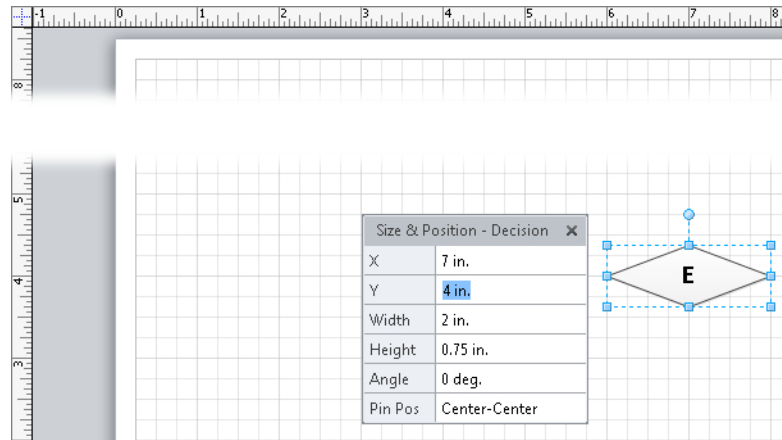 -1 0 1 2 3 4 5 6 7 8
8
5
Size & Position - Decision
X 7 in.
E
4
Y 4 in.
Width 2 in.
Height 0.75 in.
3
Angle 0 deg.
Pin Pos Center-Center